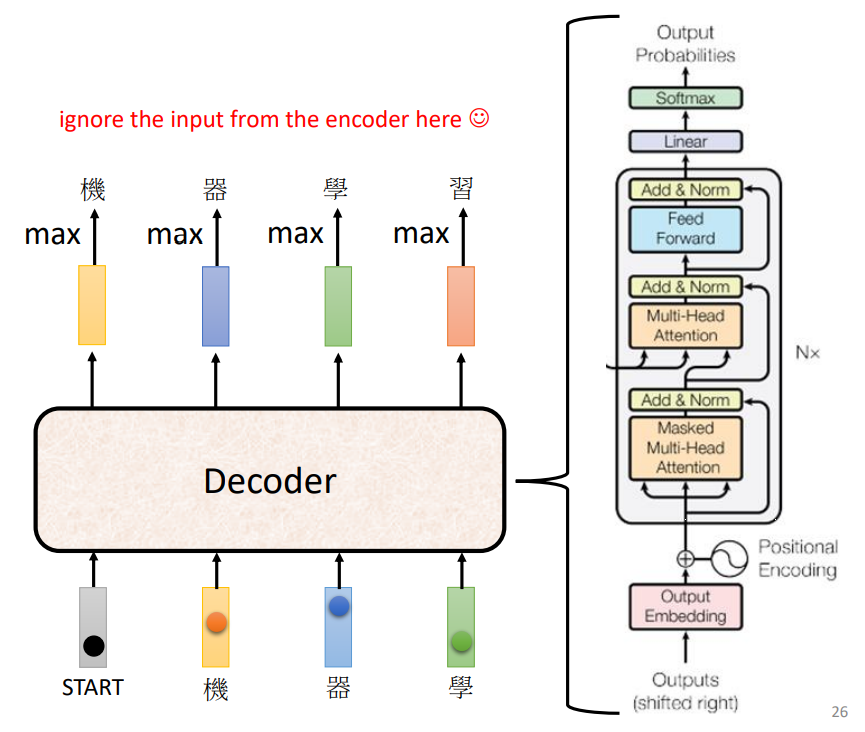 ignore the input from the encoder here ☺
機 器 學 習
max max max max
Decoder
START 機 器 學
Output
Probabilities
Softmax
Linear
Add & Norm
Feed
Forward
Add & Norm
Multi-Head
Attention
N×
Add & Norm
Masked
Multi-Head
Attention
Positional
Encoding
Output
Embedding
Outputs
(shifted right)
26